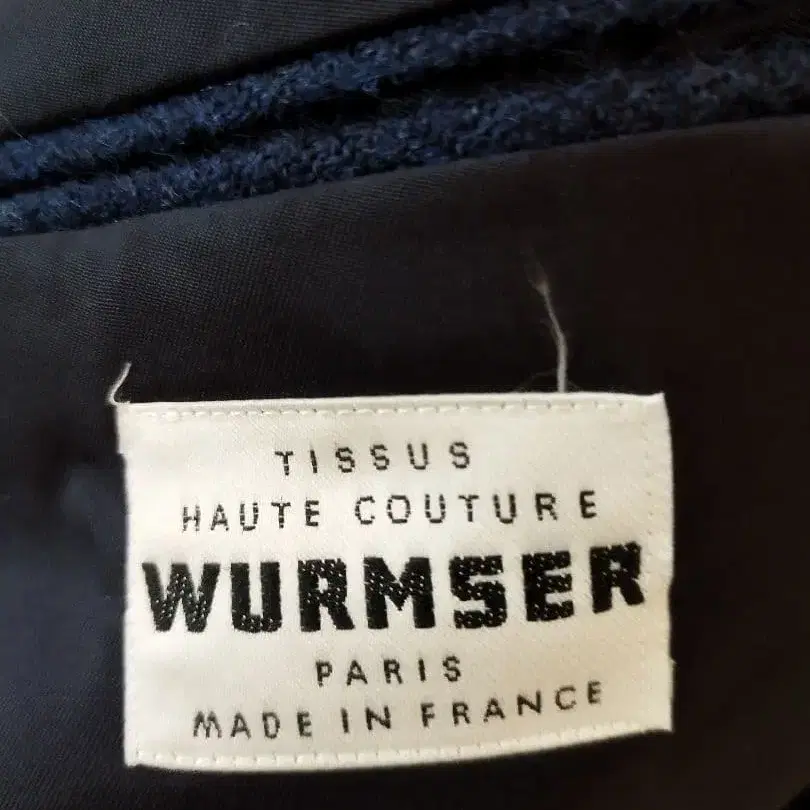 TISSUS
HAUTE COUTURE
WURMSER
PARIS
MADE IN FRANCE